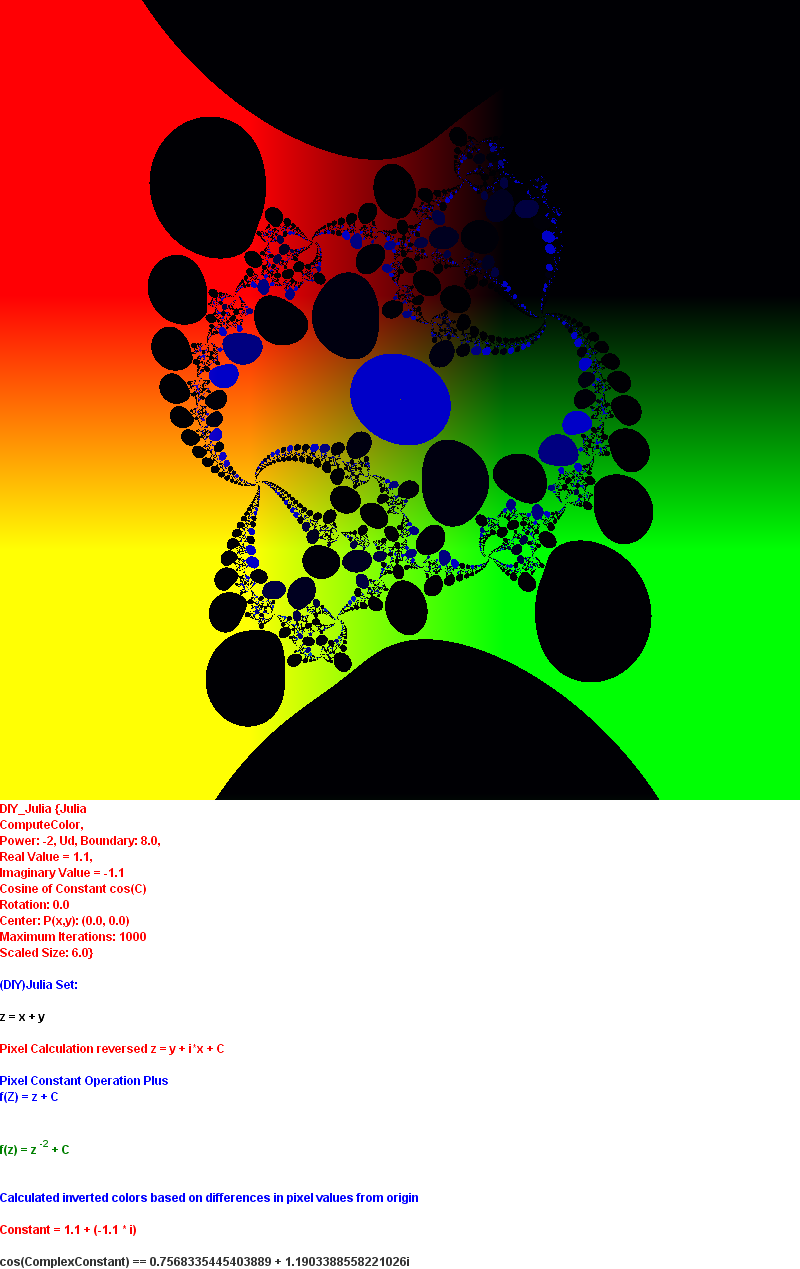 DIY_Julia {Julia
ComputeColor,
Power: -2, Ud, Boundary: 8.0,
Real Value = 1.1,
Imaginary Value = -1.1
Cosine of Constant cos(C)
Rotation: 0.0
Center: P(x,y): (0.0, 0.0)
Maximum Iterations: 1000
Scaled Size: 6.0}
(DIY)Julia Set:
z = x + y
Pixel Calculation reversed z = y + i*x + C
Pixel Constant Operation Plus
f(Z) = z + C
f(z) = z -2 + C
Calculated inverted colors based on differences in pixel values from origin
Constant = 1.1 + (-1.1 * i)
cos(ComplexConstant) == 0.7568335445403889 + 1.1903388558221026i